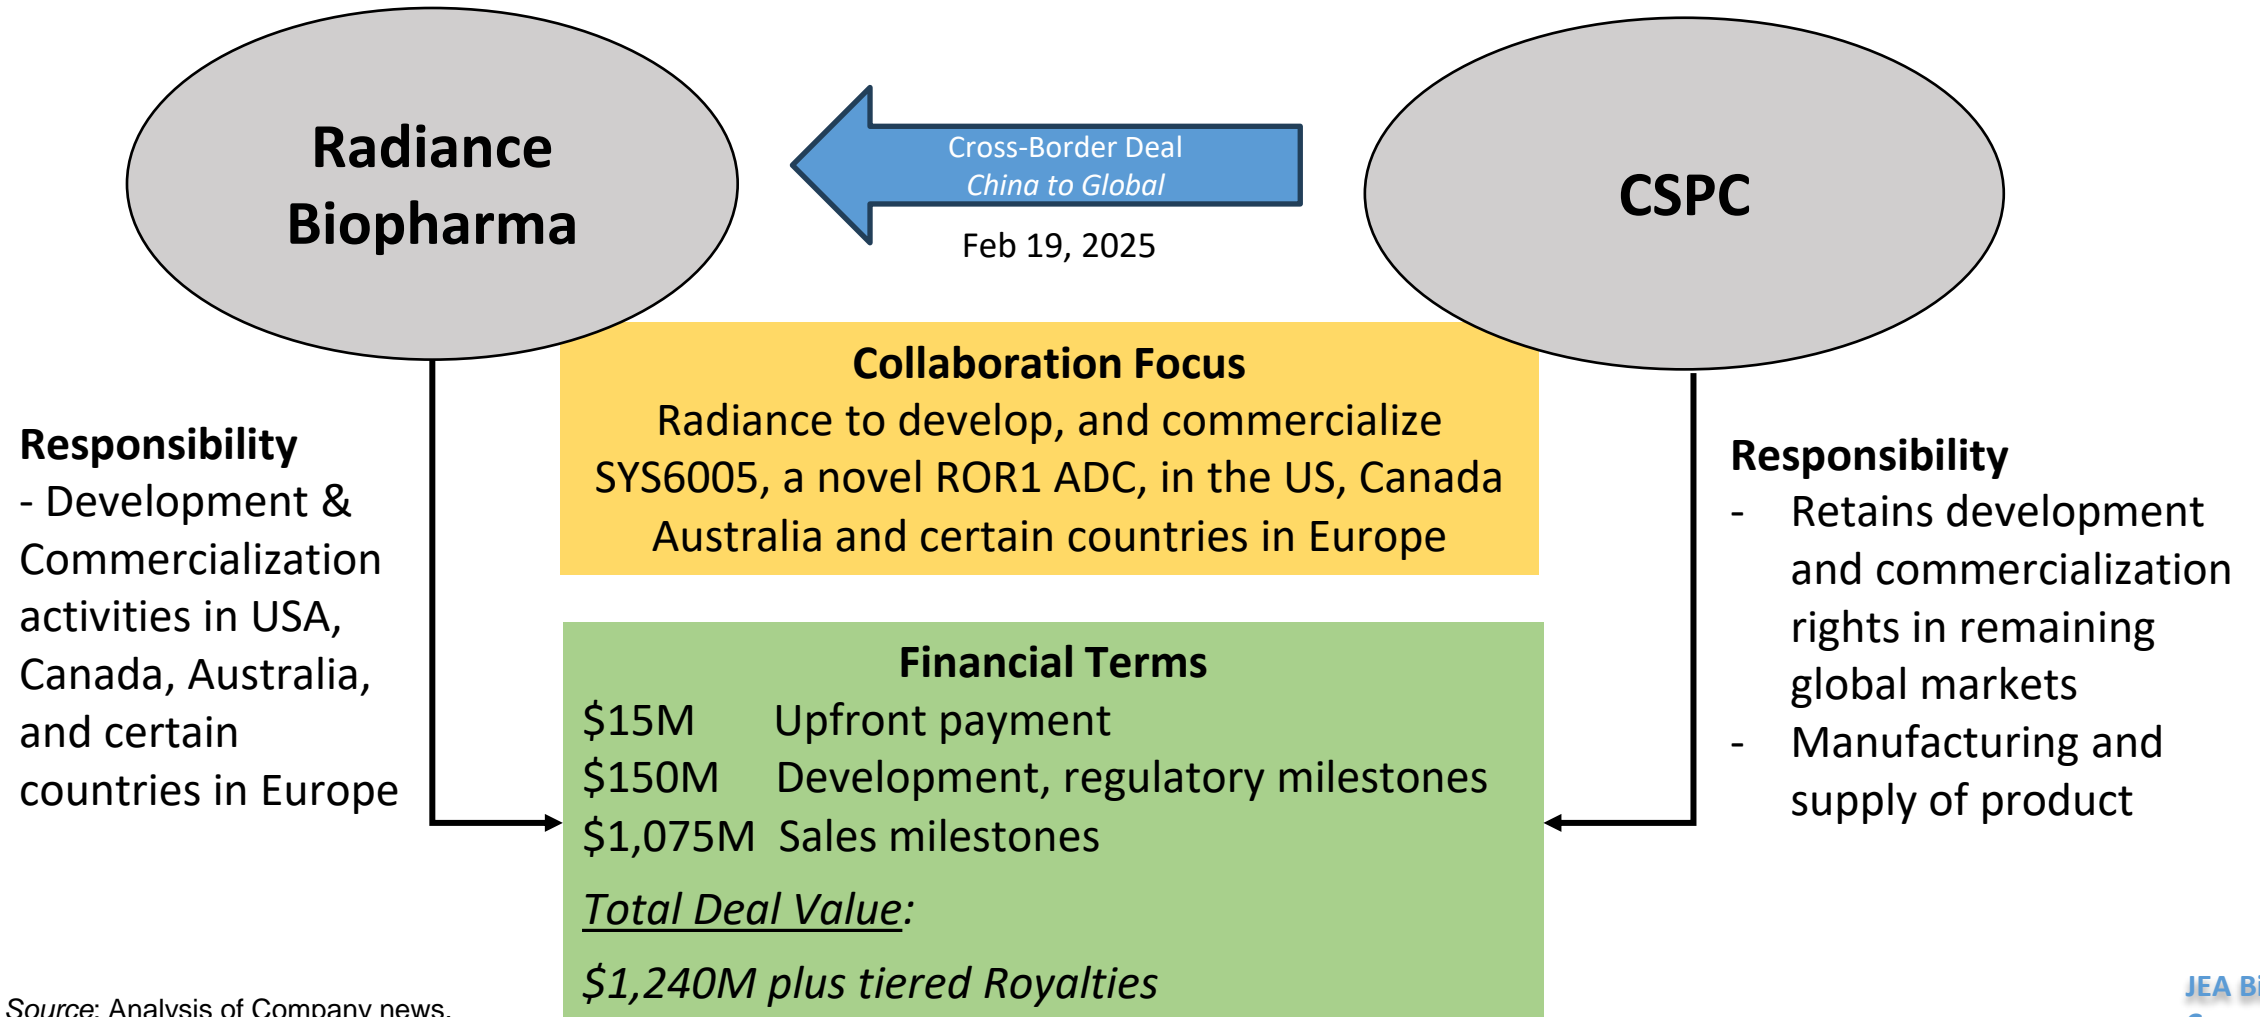 Radiance
Biopharma
Cross-Border Deal
China to Global
Feb 19, 2025
CSPC
Collaboration Focus
Radiance to develop, and commercialize
SYS6005, a novel ROR1 ADC, in the US, Canada
Australia and certain countries in Europe
Responsibility
- Development &
Commercialization
activities in USA,
Canada, Australia,
and certain
countries in Europe
Financial Terms
$15M Upfront payment
$150M Development, regulatory milestones
$1,075M Sales milestones
Total Deal Value:
$1,240M plus tiered Royalties
Responsibility
- Retains development
and commercialization
rights in remaining
global markets
- Manufacturing and
supply of product
Source: Analysis of Company news.
JEA